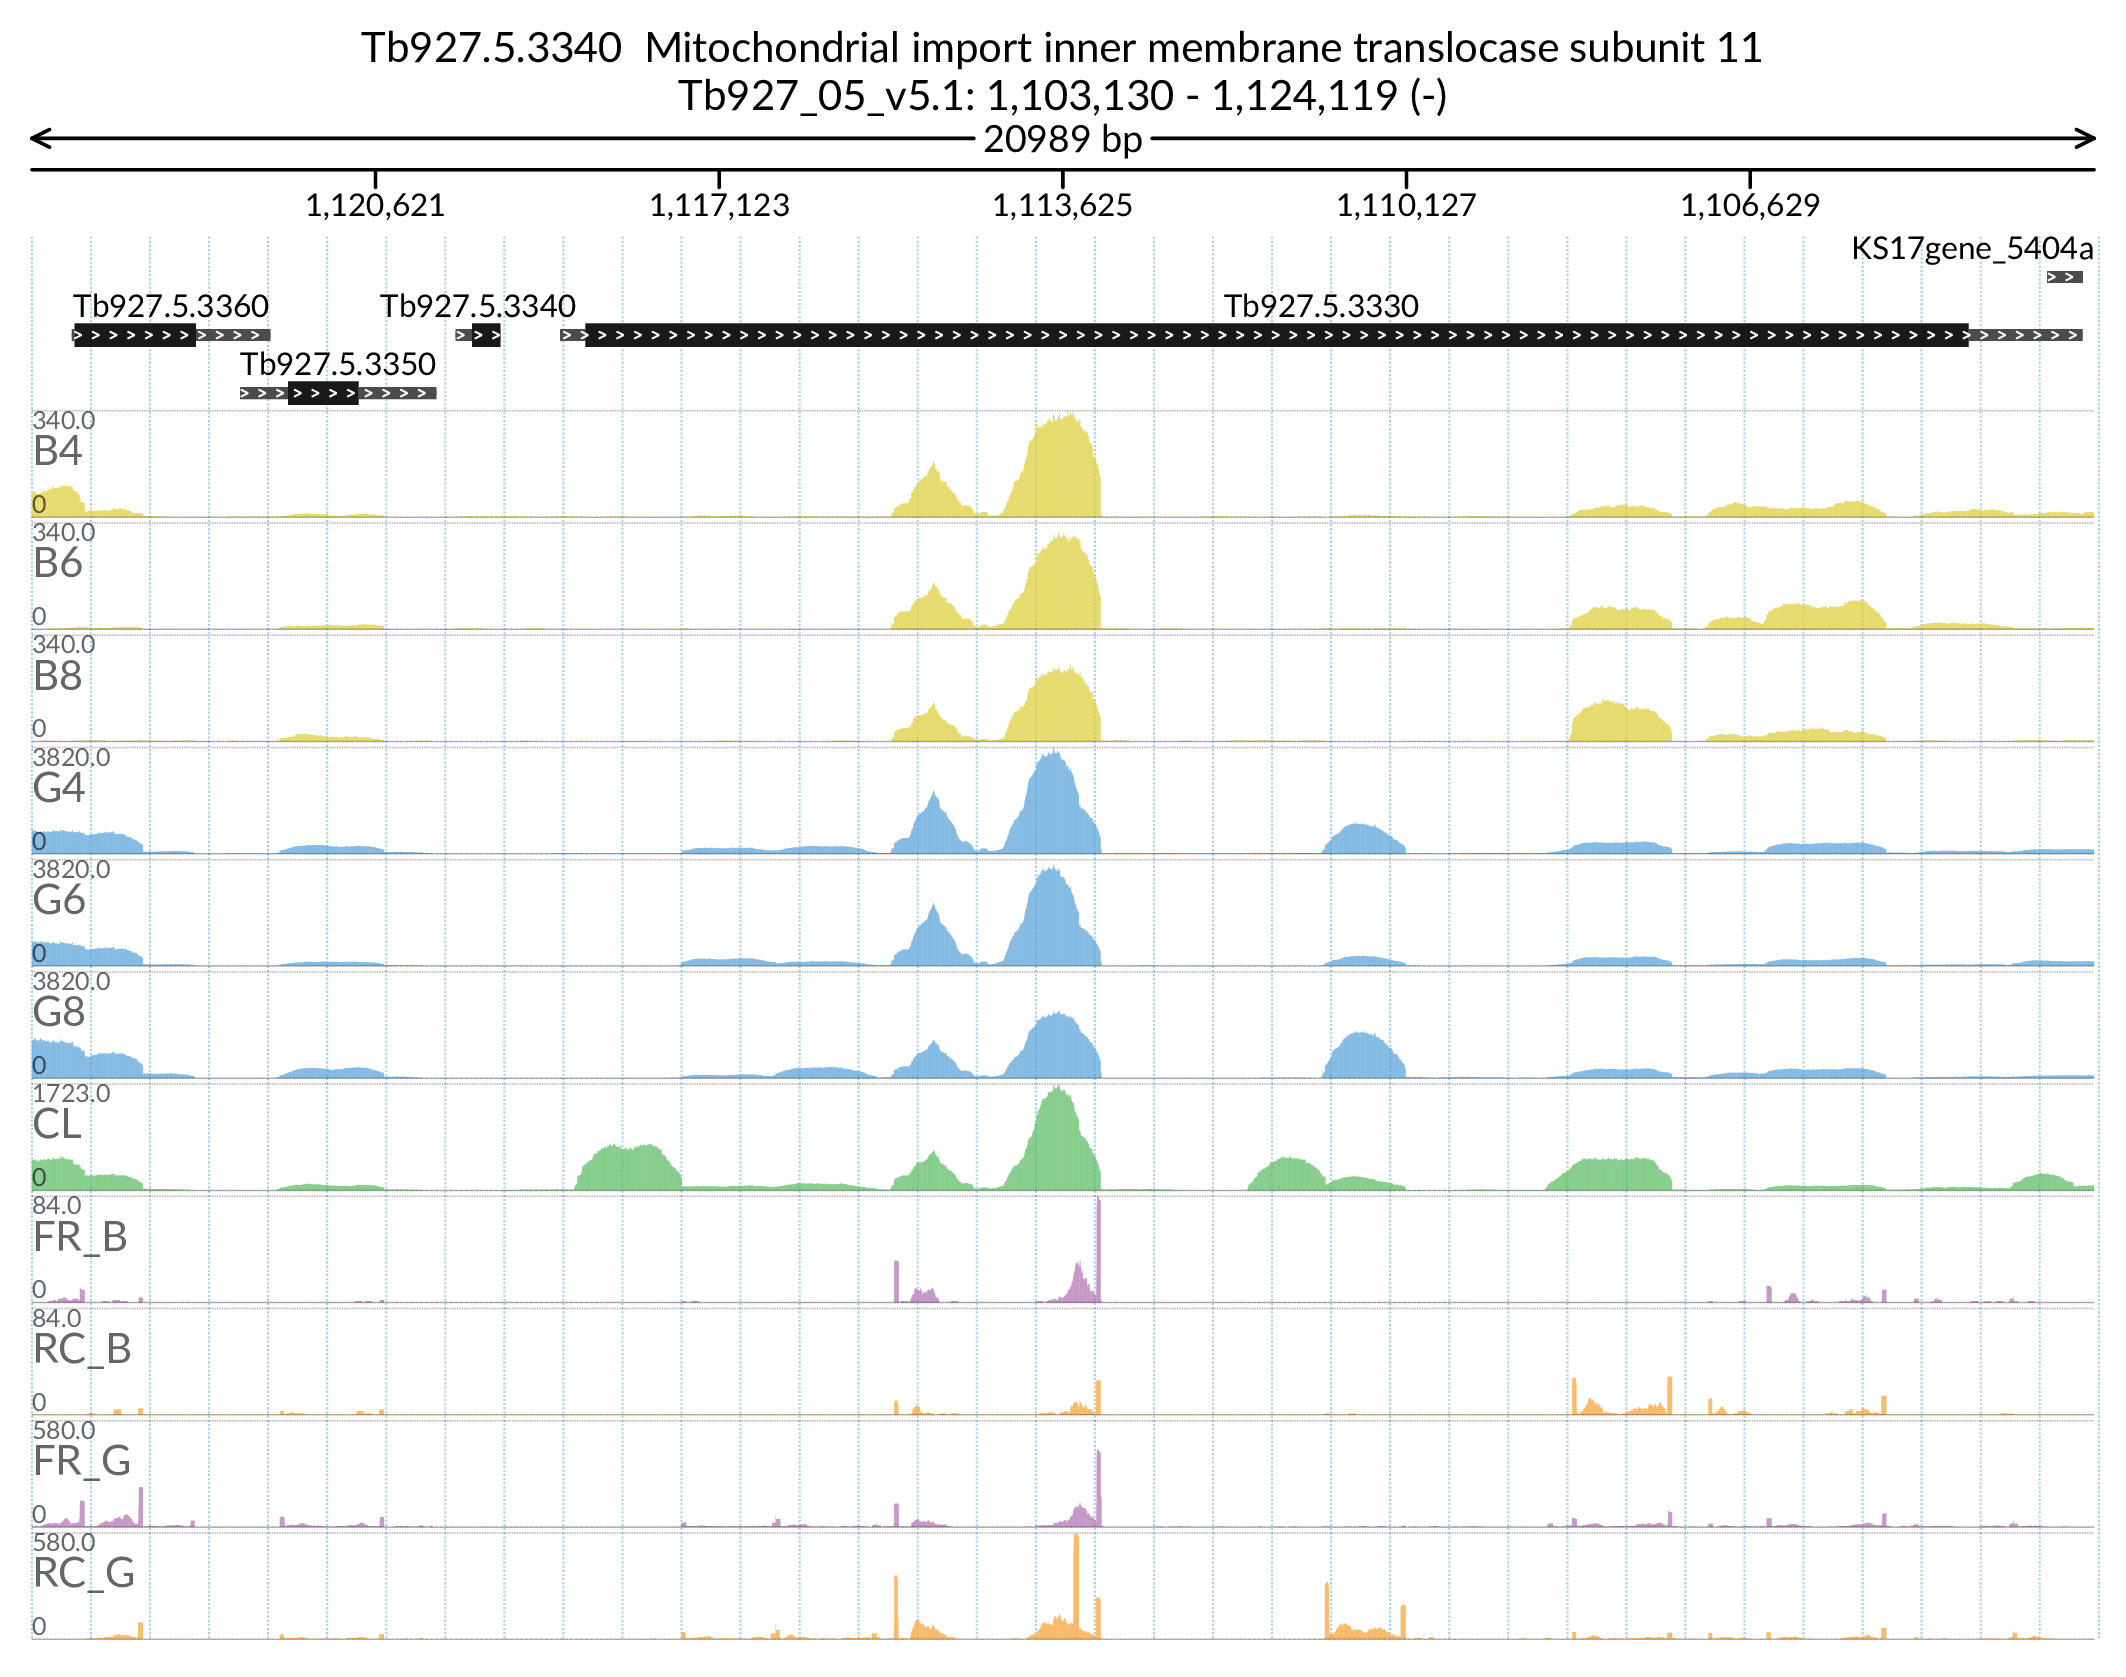 Tb927.5.3340 Mitochondrial import inner membrane translocase subunit 11
Tb927_05_v5.1: 1,103,130 - 1,124,119 (-)
20989 bp
1,120,621 1,117,123 1,113,625 1,110,127 1,106,629
KS17gene_5404a
Tb927.5.3360 Tb927.5.3340 Tb927.5.3330
Tb927.5.3350
340.0
B4
0
340.0
B6
0
340.0
B8
0
3820.0
G4
0
3820.0
G6
0
3820.0
G8
0
1723.0
CL
0
84.0
FR_B
0
84.0
RC_B
0
580.0
FR_G
0
580.0
RC_G
0